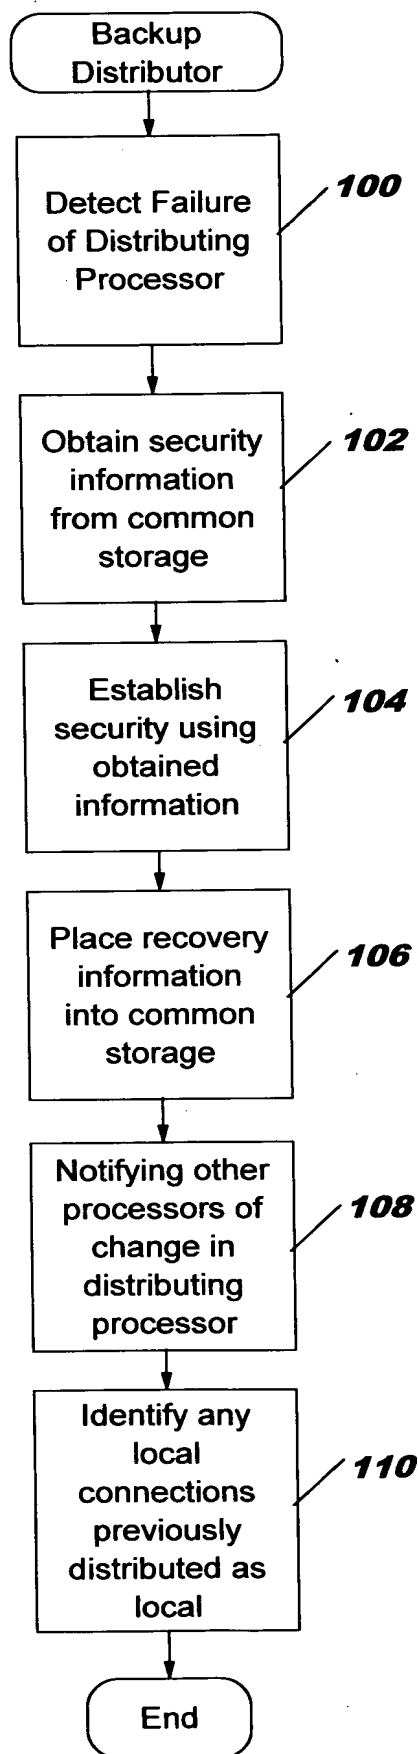 Backup
Distributor
Detect Failure
of Distributing
Processor
100
Obtain security
information
from common
storage
102
Establish
security using
obtained
information
104
Place recovery
information
into common
storage
106
Notifying other
processors of
change in
distributing
processor
108
Identify any
local
connections
previously
distributed as
local
110
End